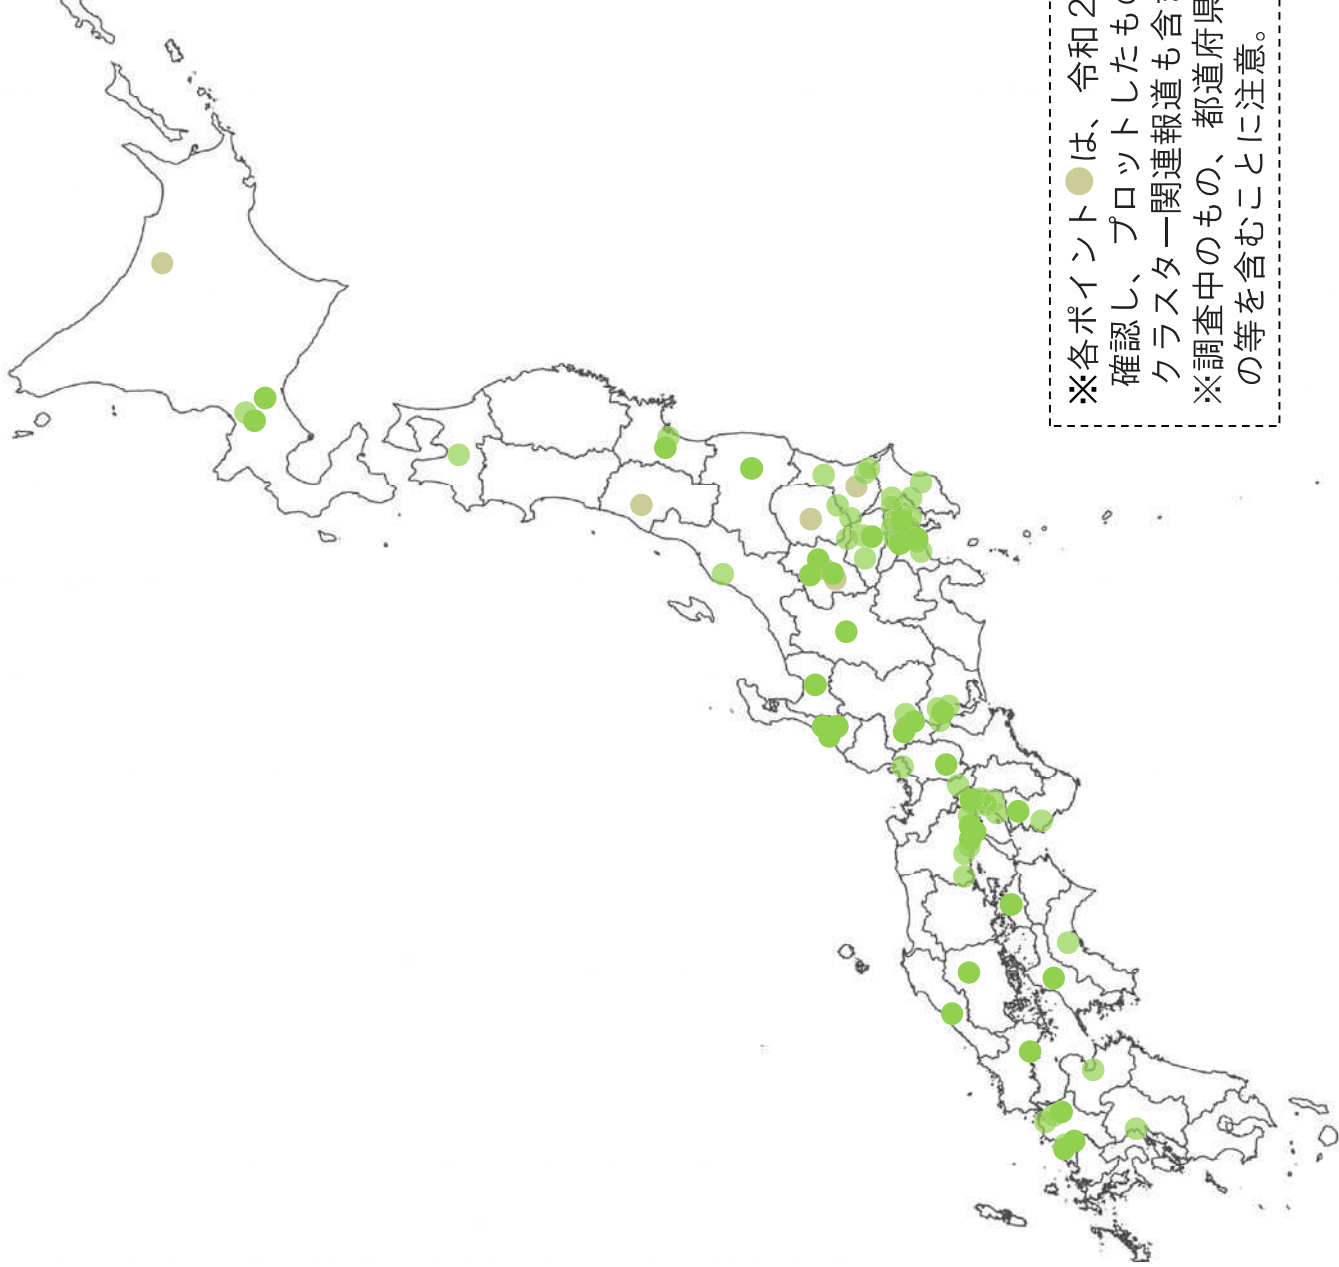 ※各ポイント●は、令和2
確認し、プロットしたもの
クラスター関連報道も含
※調査中のもの、都道府県
の等を含むことに注意。